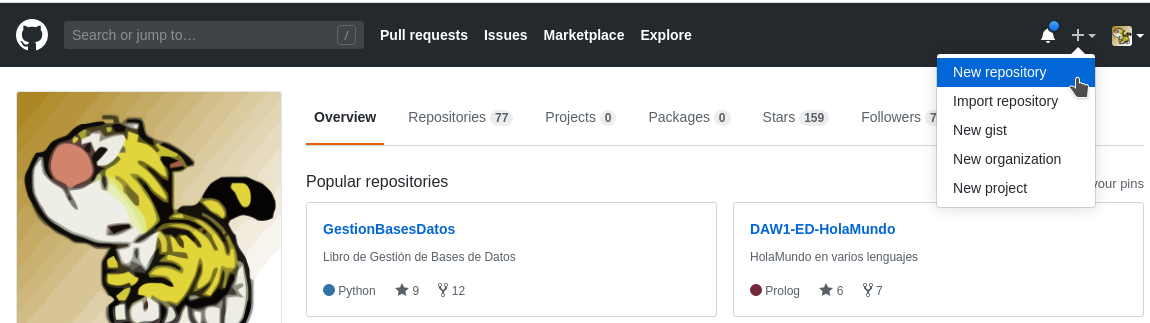 Search or jump to… / Pull requests Issues Marketplace Explore
New repository
Import repository
New gist
New organization
New project
Overview Repositories 77 Projects 0 Packages 0 Stars 159 Followers 7
Popular repositories your pins
GestionBasesDatos
Libro de Gestión de Bases de Datos
Python 9 12
DAW1-ED-HolaMundo
HolaMundo en varios lenguajes
Prolog 6 7